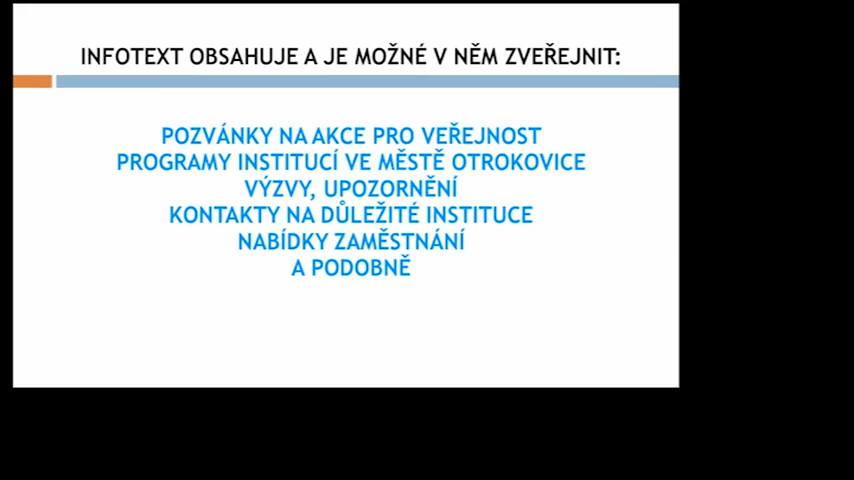 INFOTEXT OBSAHUJE A JE MOŽNÉ V NĚM ZVEŘEJNIT:
POZVÁNKY NA AKCE PRO VEŘEJNOST
PROGRAMY INSTITUCÍ VE MĚSTĚ OTROKOVICE
VÝZVY, UPOZORNĚNÍ
KONTAKTY NA DŮLEŽITÉ INSTITUCE
NABÍDKY ZAMĚSTNÁNÍ
A PODOBNĚ